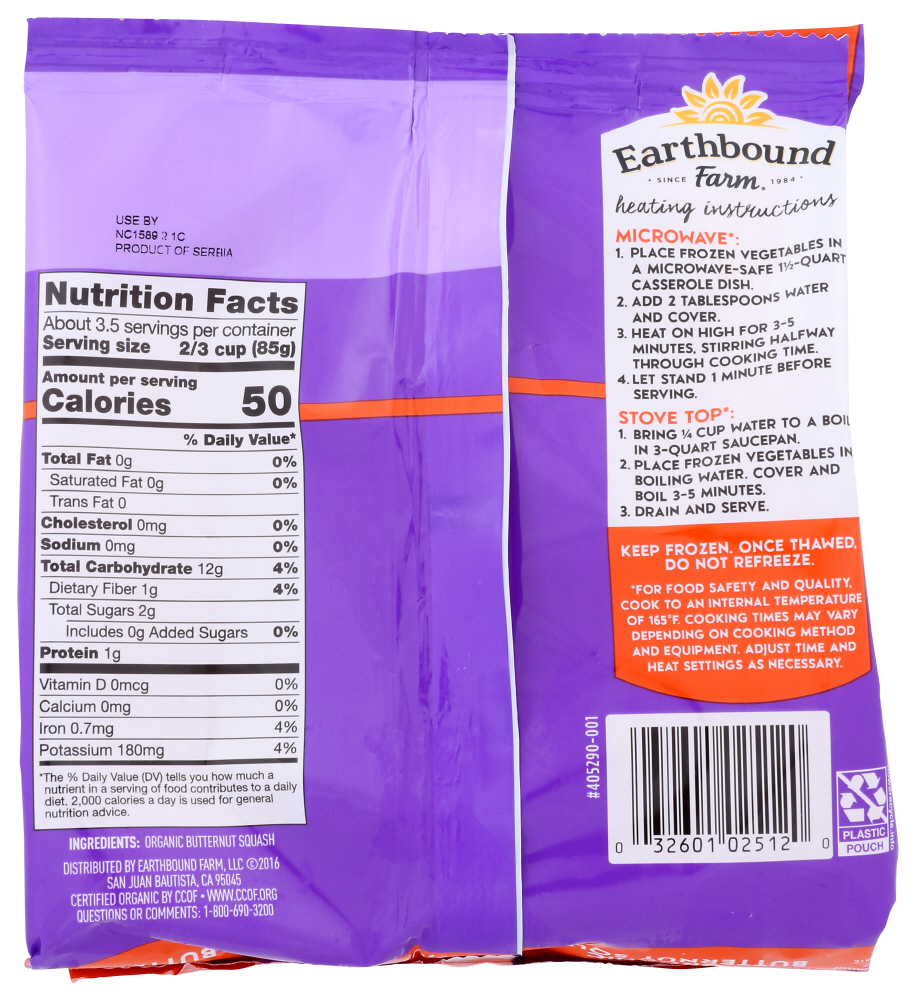 USE BY
NC1589 2 1C
PRODUCT OF SERBIA
Nutrition Facts
About 3.5 servings per container
Serving size 2/3 cup (85g)
Amount per serving
Calories 50
% Daily Value*
Total Fat 0g 0%
Saturated Fat 0g 0%
Trans Fat 0
Cholesterol 0mg 0%
Sodium 0mg 0%
Total Carbohydrate 12g 4%
Dietary Fiber 1g 4%
Total Sugars 2g
Includes 0g Added Sugars 0%
Protein 1g
Vitamin D 0mcg 0%
Calcium 0mg 0%
Iron 0.7mg 4%
Potassium 180mg 4%
*The % Daily Value (DV) tells you how much a
nutrient in a serving of food contributes to a daily
diet. 2,000 calories a day is used for general
nutrition advice.
INGREDIENTS: ORGANIC BUTTERNUT SQUASH
DISTRIBUTED BY EARTHBOUND FARM, LLC ©2016
SAN JUAN BAUTISTA, CA 95045
CERTIFIED ORGANIC BY CCOF • WWW.CCOF.ORG
QUESTIONS OR COMMENTS: 1-800-690-3200
Earthbound
• SINCE Farm. 1984 •
heating instructions
MICROWAVE*:
1. PLACE FROZEN VEGETABLES IN
A MICROWAVE-SAFE 1½-QUART
CASSEROLE DISH.
2. ADD 2 TABLESPOONS WATER
AND COVER.
3. HEAT ON HIGH FOR 3-5
MINUTES, STIRRING HALFWAY
THROUGH COOKING TIME.
4. LET STAND 1 MINUTE BEFORE
SERVING.
STOVE TOP*:
1. BRING ¼ CUP WATER TO A BOIL
IN 3-QUART SAUCEPAN.
2. PLACE FROZEN VEGETABLES IN
BOILING WATER. COVER AND
BOIL 3-5 MINUTES.
3. DRAIN AND SERVE.
KEEP FROZEN. ONCE THAWED,
DO NOT REFREEZE.
*FOR FOOD SAFETY AND QUALITY,
COOK TO AN INTERNAL TEMPERATURE
OF 165°F. COOKING TIMES MAY VARY
DEPENDING ON COOKING METHOD
AND EQUIPMENT. ADJUST TIME AND
HEAT SETTINGS AS NECESSARY.
#405290-001
0 32601 02512 0
PLASTIC
POUCH
BUTTERNUT